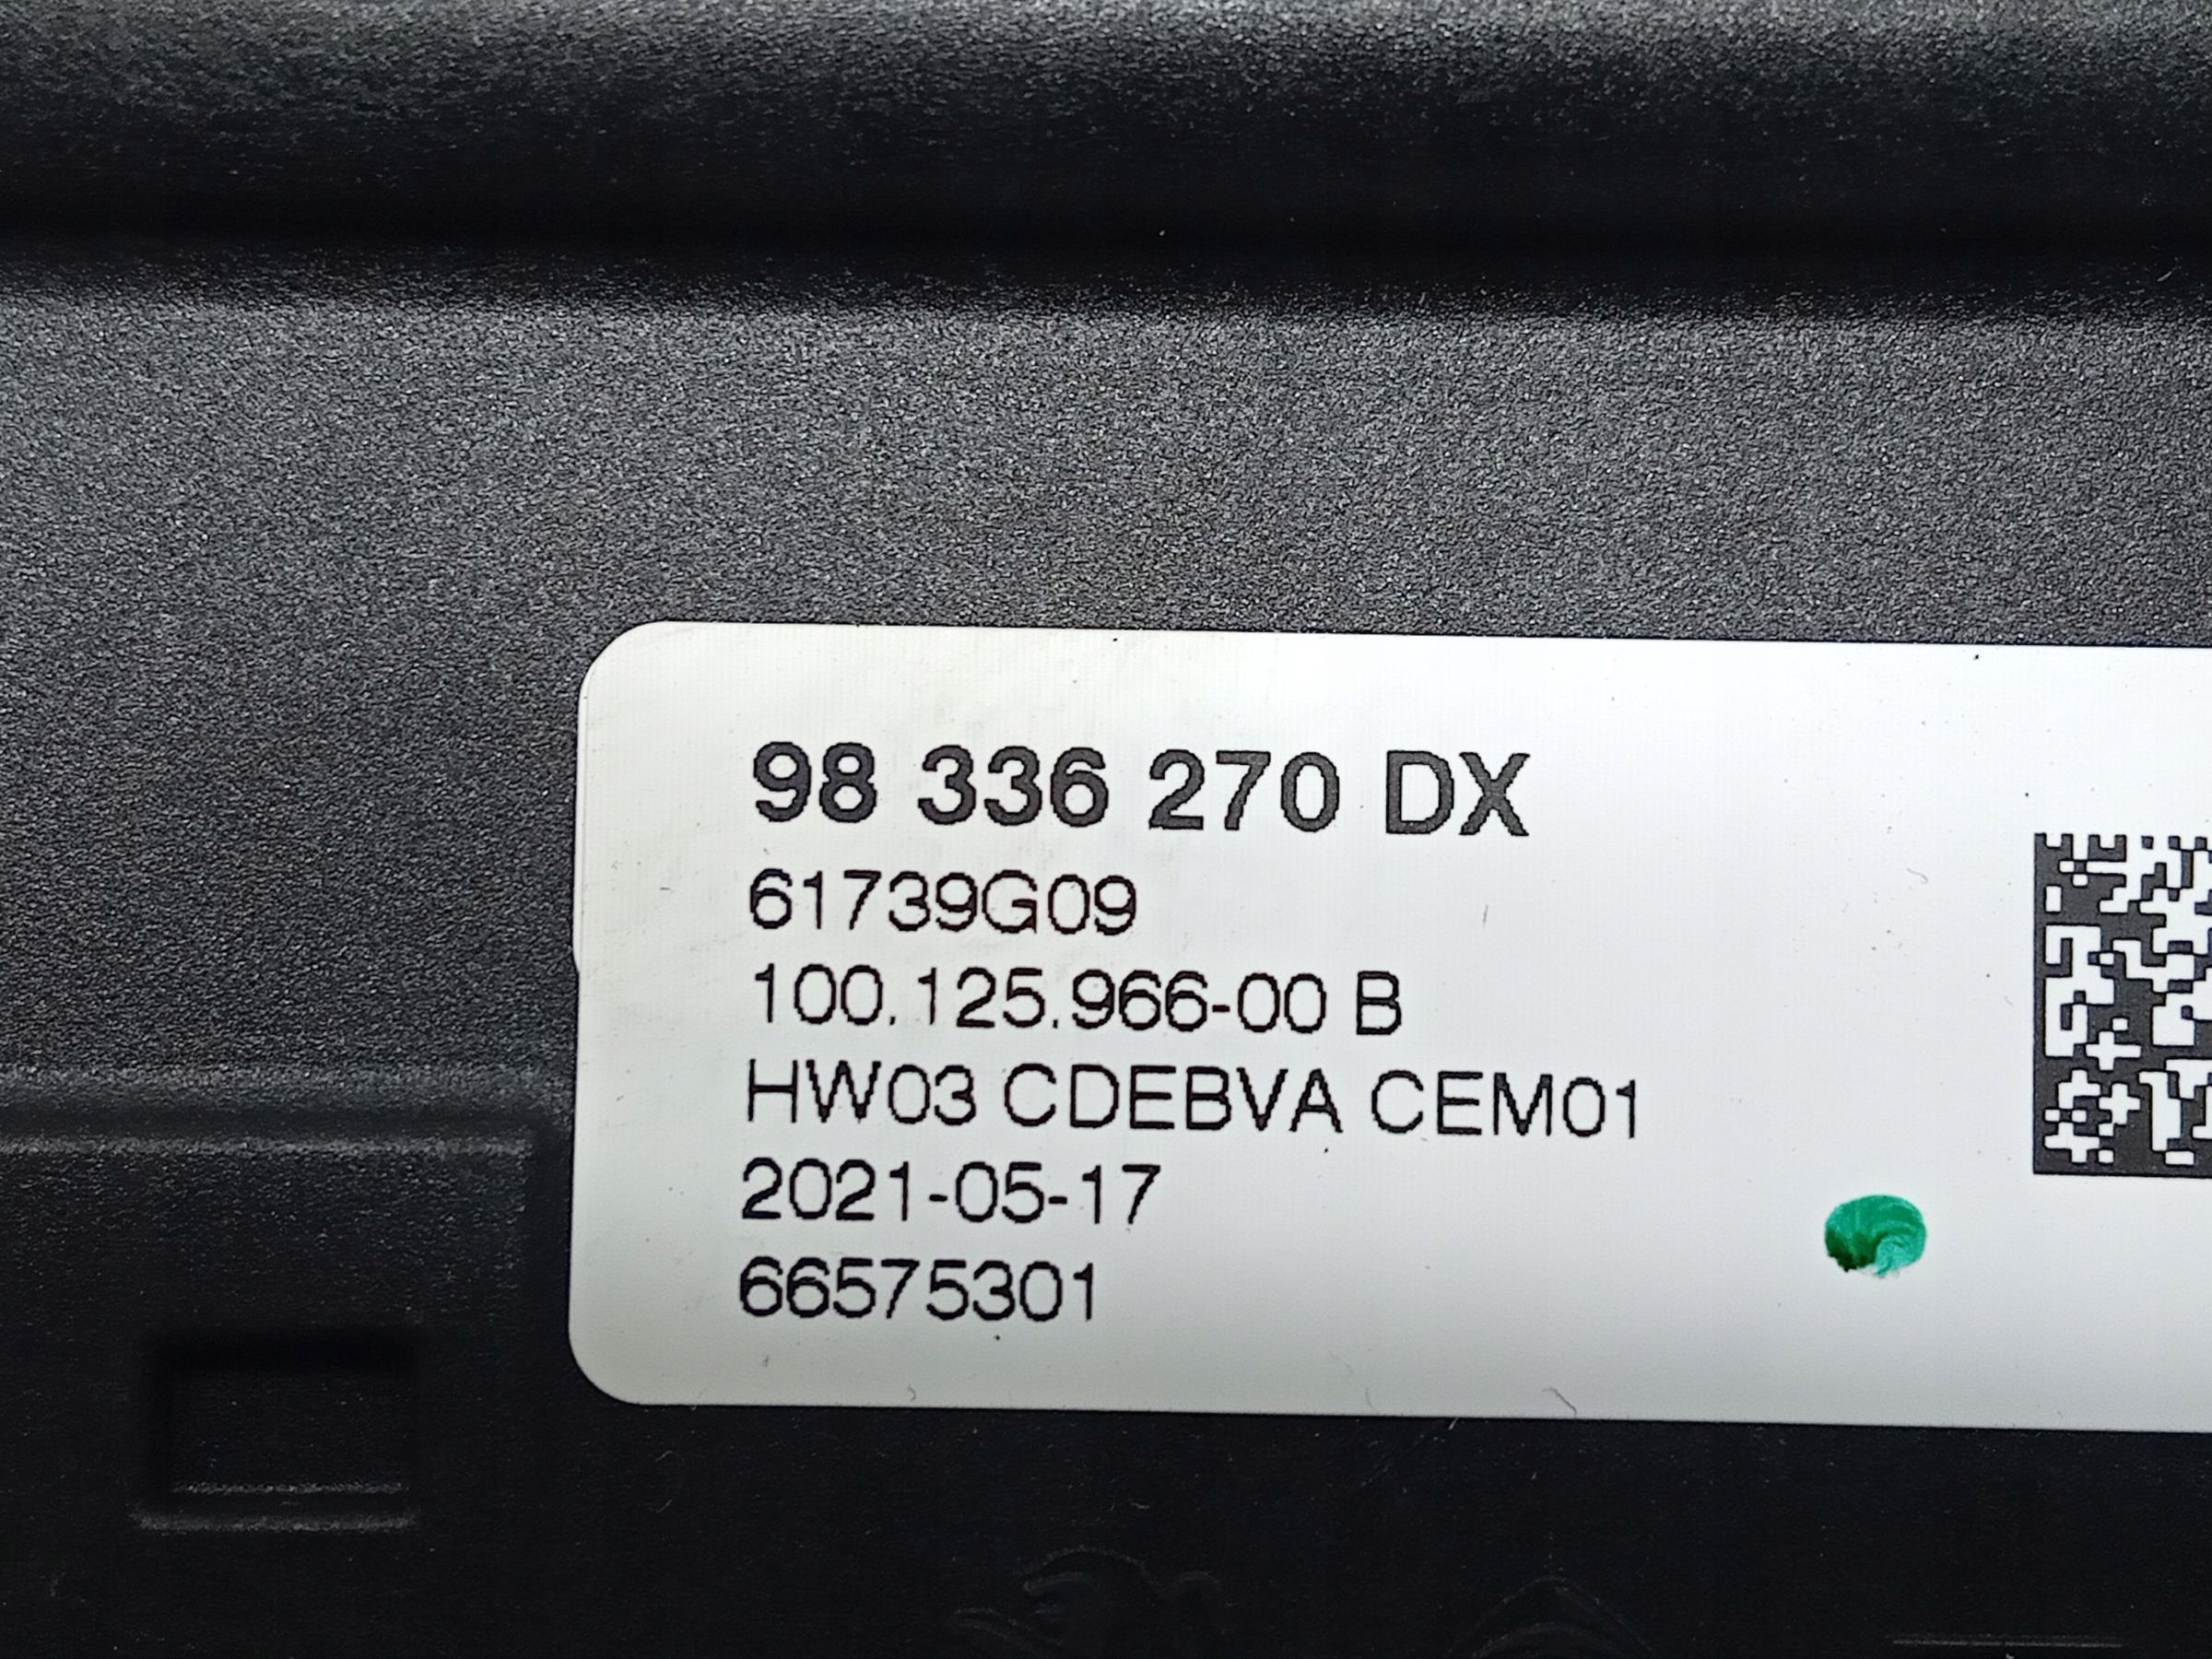 98 336 270 DX
61739G09
100.125.966-00 B
HW03 CDEBVA CEM01
2021-05-17
66575301